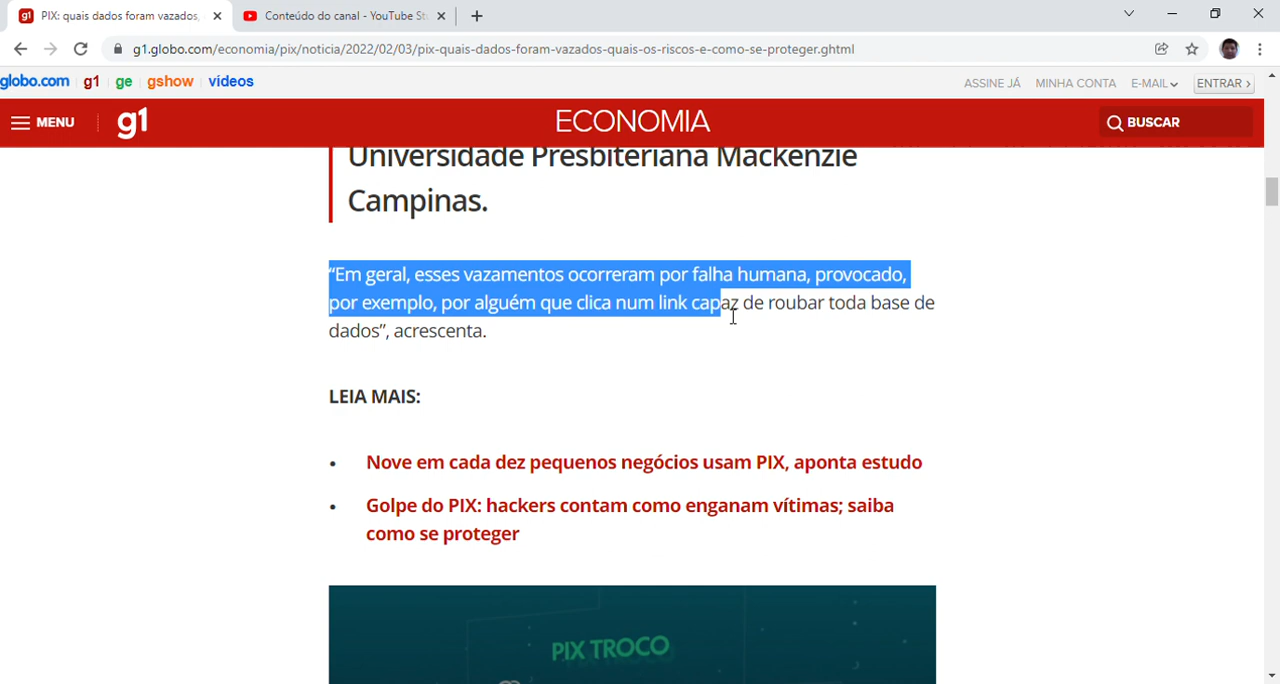 PIX: quais dados foram vazados,
Conteúdo do canal - YouTube St
g1.globo.com/economia/pix/noticia/2022/02/03/pix-quais-dados-foram-vazados-quais-os-riscos-e-como-se-proteger.ghtml
globo.com g1 ge gshow vídeos
ASSINE JÁ MINHA CONTA E-MAIL ENTRAR ›
MENU g1 ECONOMIA BUSCAR
Universidade Presbiteriana Mackenzie
Campinas.
“Em geral, esses vazamentos ocorreram por falha humana, provocado,
por exemplo, por alguém que clica num link capaz de roubar toda base de
dados”, acrescenta.
LEIA MAIS:
• Nove em cada dez pequenos negócios usam PIX, aponta estudo
• Golpe do PIX: hackers contam como enganam vítimas; saiba
como se proteger
PIX TROCO